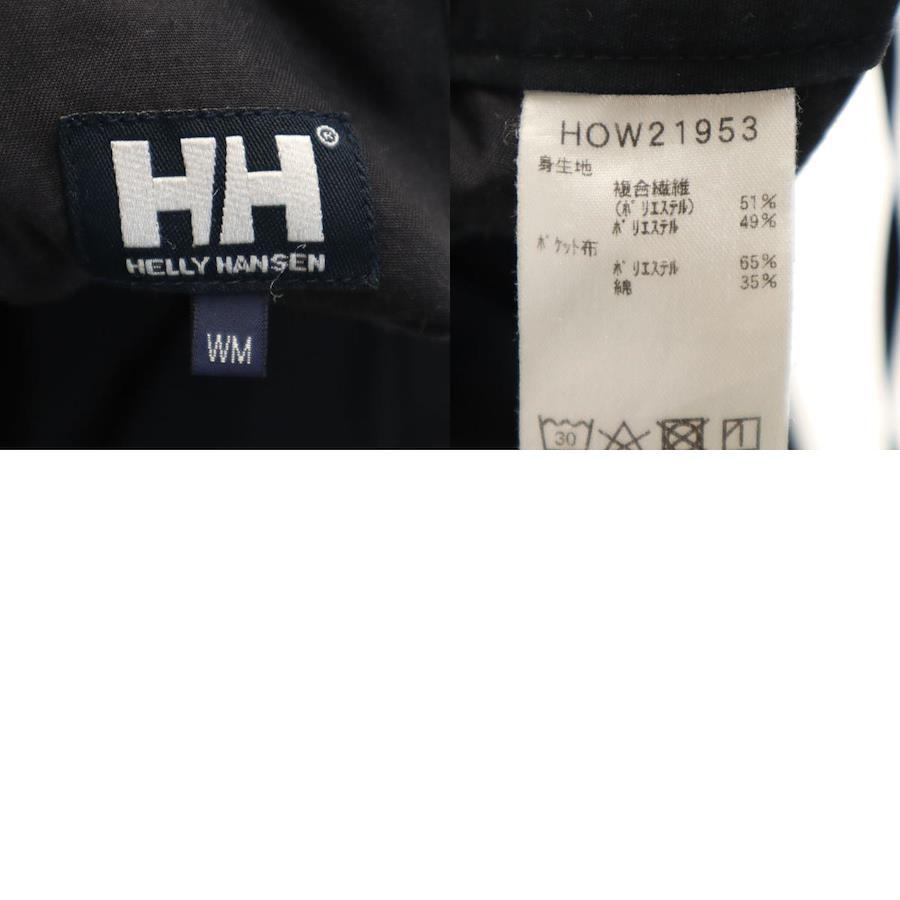 HH®
HELLY HANSEN
WM
HOW21953
身生地
複合繊維
(ポリエステル) 51%
ポリエステル 49%
ポケット布
ポリエステル 65%
綿 35%
30